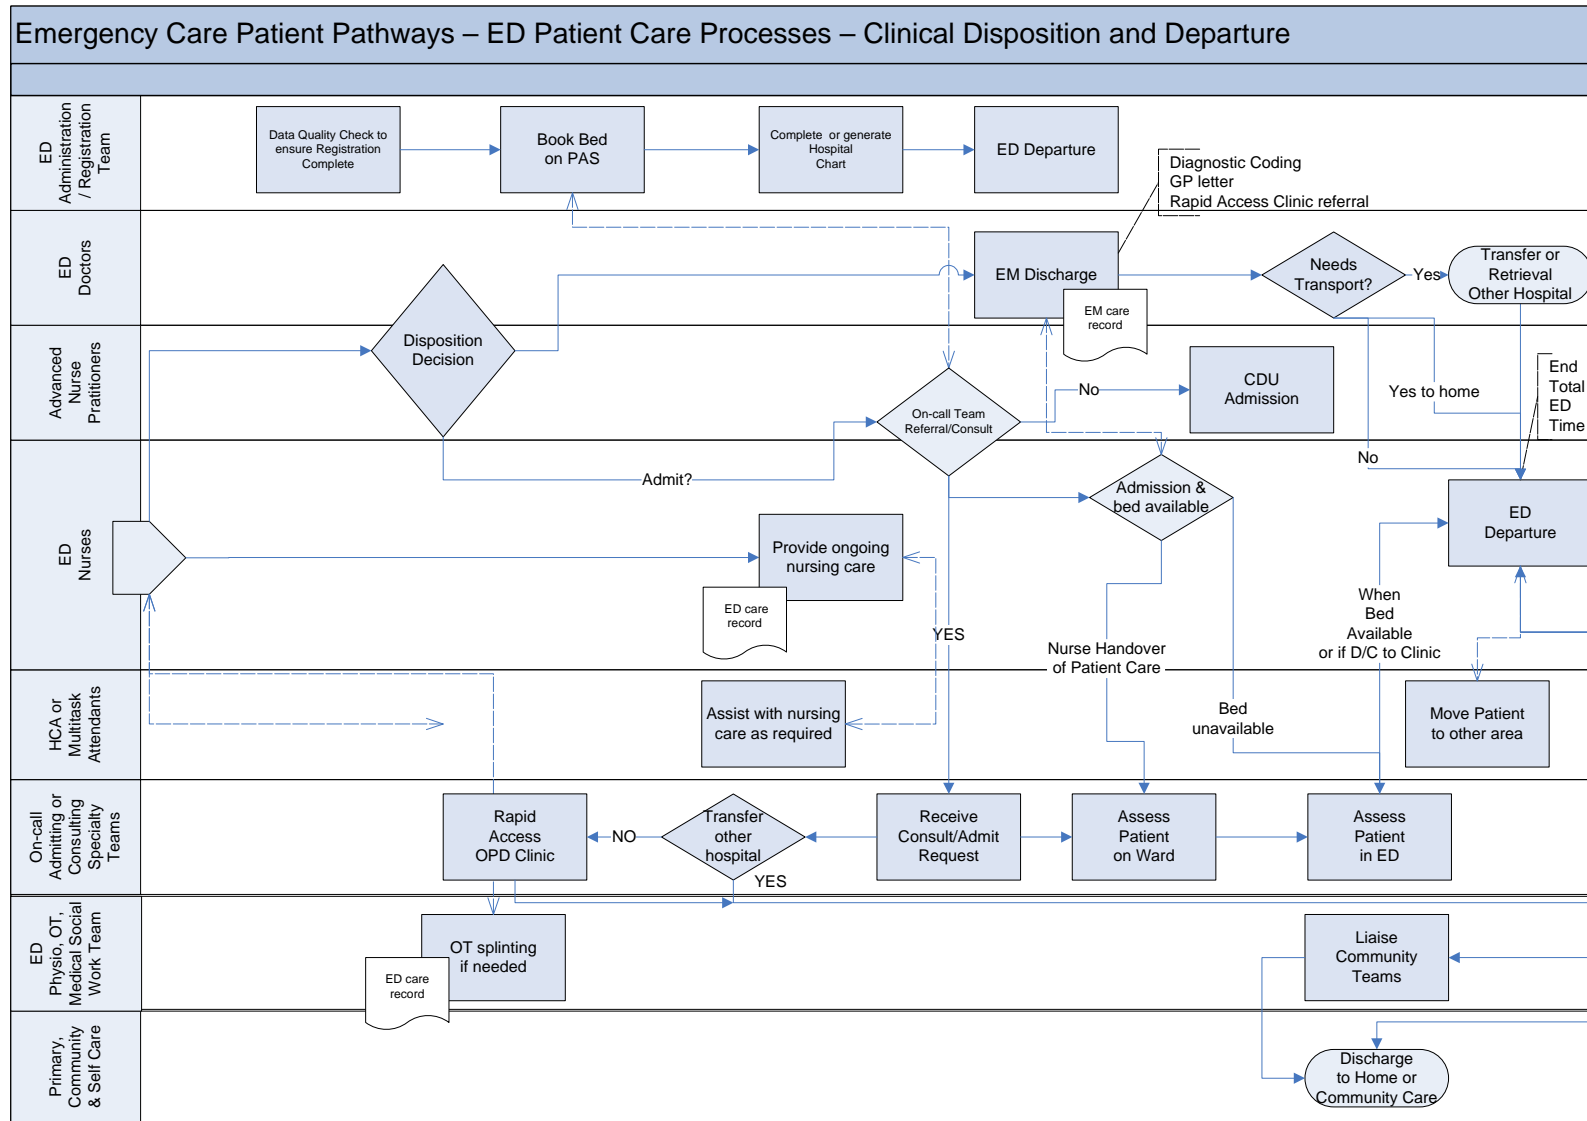 Emergency Care Patient Pathways – ED Patient Care Processes – Clinical Disposition and Departure
ED
Administration
/ Registration
Team
Data Quality Check to
ensure Registration
Complete
Book Bed
on PAS
Complete or generate
Hospital
Chart
ED Departure
Diagnostic Coding
GP letter
Rapid Access Clinic referral
ED
Doctors
EM Discharge
EM care
record
Needs
Transport?
Yes
Transfer or
Retrieval
Other Hospital
Advanced
Nurse
Pratitioners
Disposition
Decision
On-call Team
Referral/Consult
No
CDU
Admission
Yes to home
End
Total
ED
Time
No
ED
Nurses
Admit?
Admission &
bed available
ED
Departure
Provide ongoing
nursing care
ED care
record
YES
Nurse Handover
of Patient Care
When
Bed
Available
or if D/C to Clinic
HCA or
Multitask
Attendants
Assist with nursing
care as required
Bed
unavailable
Move Patient
to other area
On-call
Admitting or
Consulting
Specialty
Teams
Rapid
Access
OPD Clinic
NO
Transfer
other
hospital
YES
Receive
Consult/Admit
Request
Assess
Patient
on Ward
Assess
Patient
in ED
ED
Physio, OT,
Medical Social
Work Team
OT splinting
if needed
ED care
record
Liaise
Community
Teams
Primary,
Community
& Self Care
Discharge
to Home or
Community Care